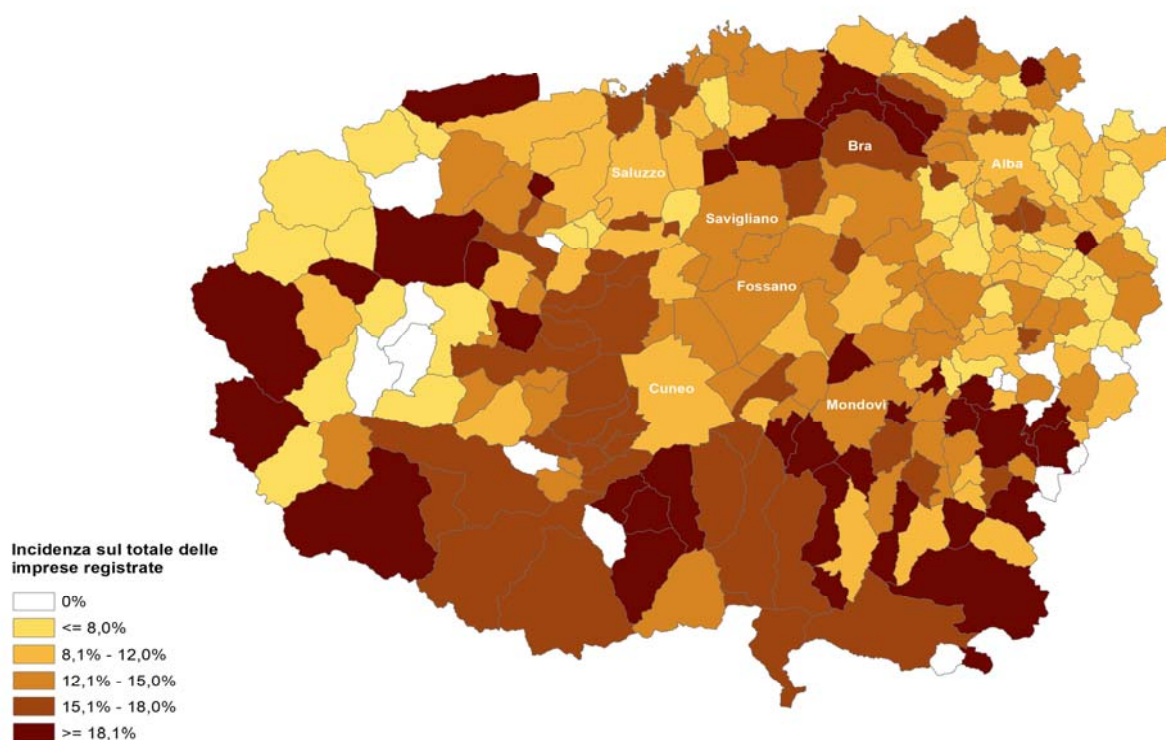 Bra
Alba
Saluzzo
Savigliano
Fossano
Cuneo
Mondovì
Incidenza sul totale delle
imprese registrate
0%
<= 8,0%
8,1% - 12,0%
12,1% - 15,0%
15,1% - 18,0%
>= 18,1%